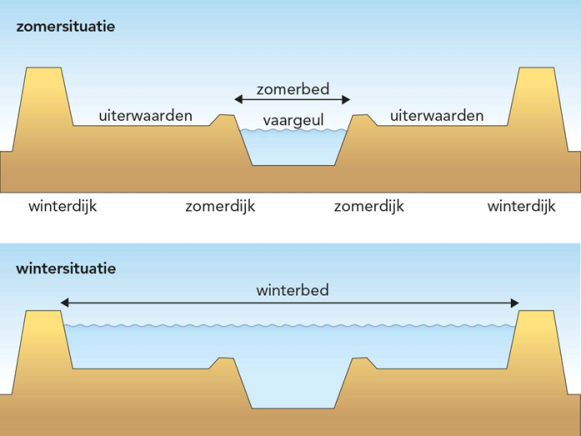 zomersituatie
zomerbed
uiterwaarden vaargeul uiterwaarden
winterdijk zomerdijk zomerdijk winterdijk
wintersituatie
winterbed